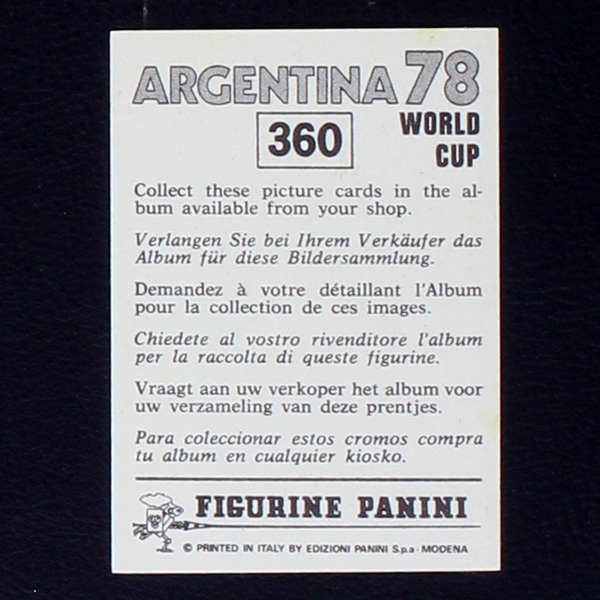 ARGENTINA 78
360
WORLD
CUP
Collect these picture cards in the al-
bum available from your shop.
Verlangen Sie bei Ihrem Verkäufer das
Album für diese Bildersammlung.
Demandez à votre détaillant l'Album
pour la collection de ces images.
Chiedete al vostro rivenditore l'album
per la raccolta di queste figurine.
Vraagt aan uw verkoper het album voor
uw verzameling van deze prentjes.
Para coleccionar estos cromos compra
tu album en cualquier kiosko.
FIGURINE PANINI
© PRINTED IN ITALY BY EDIZIONI PANINI S.p.a - MODENA